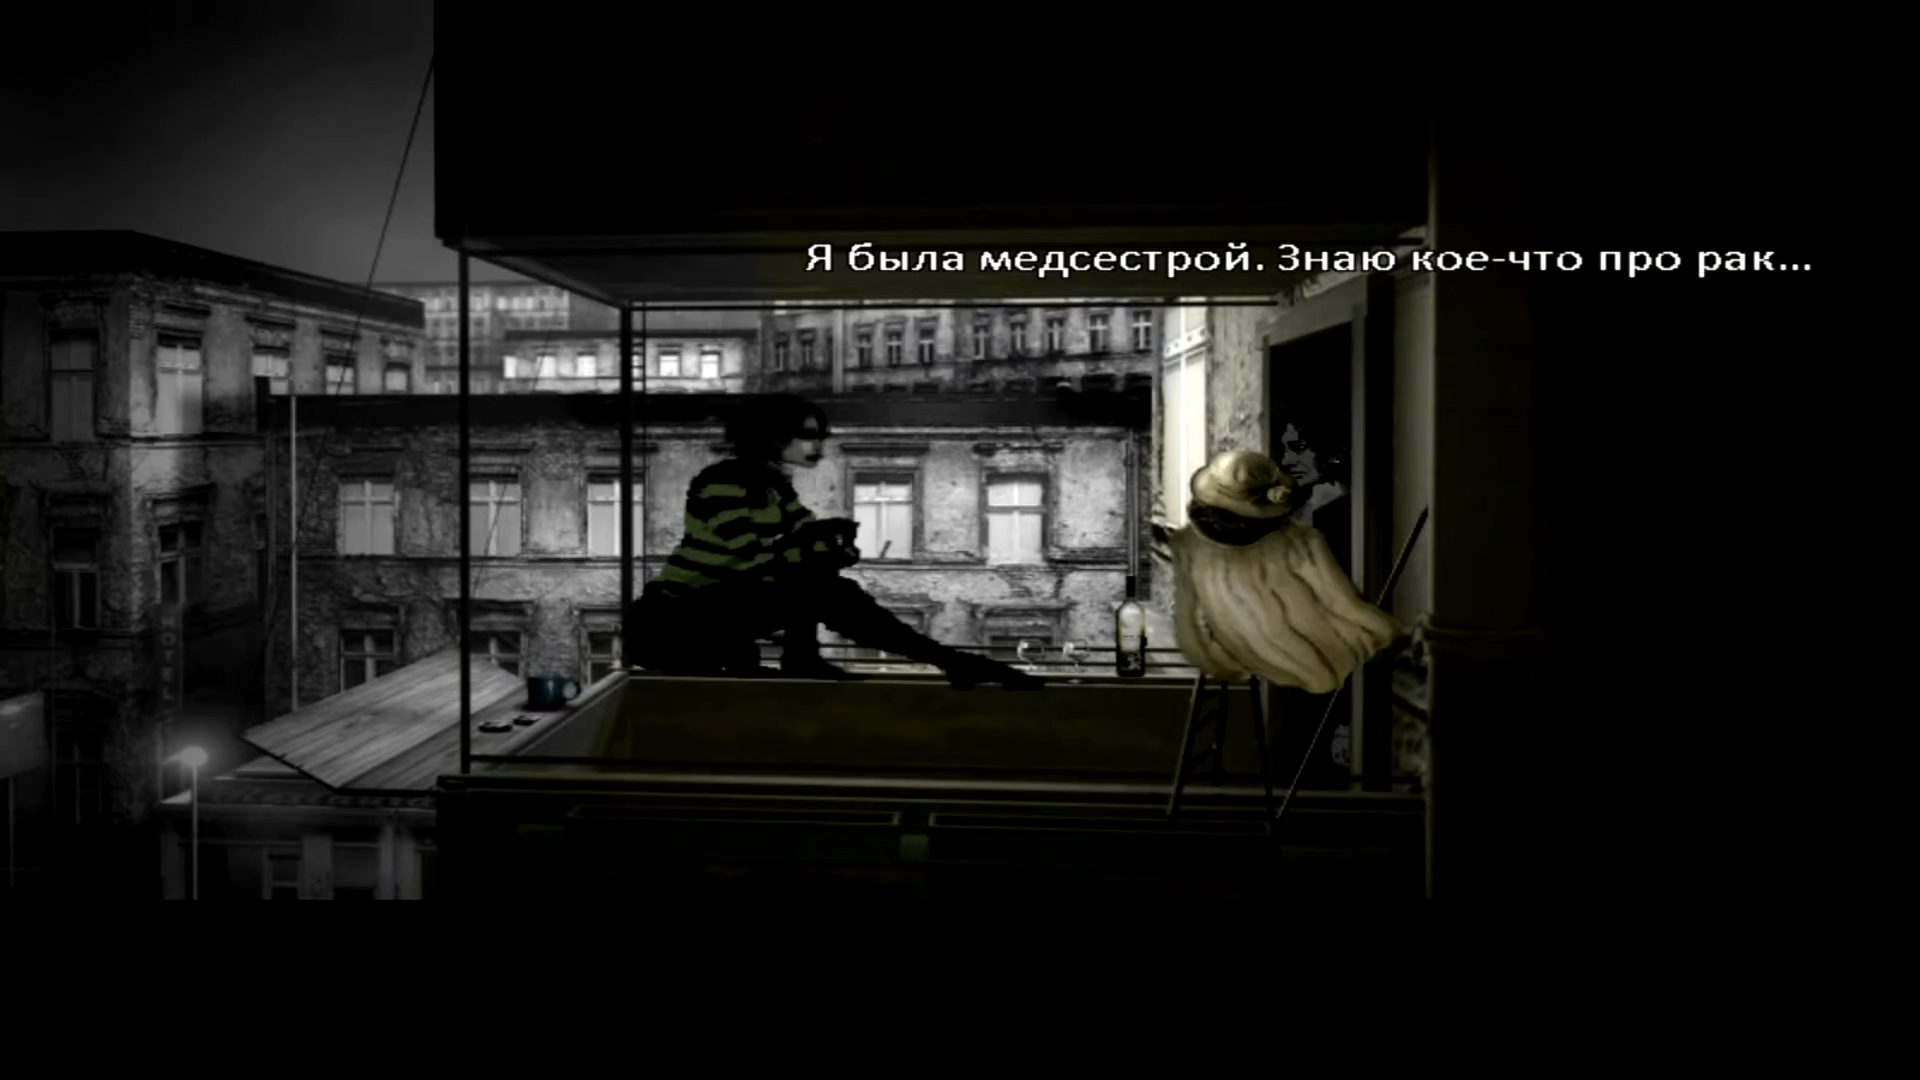 Я была медсестрой. Знаю кое-что про рак...